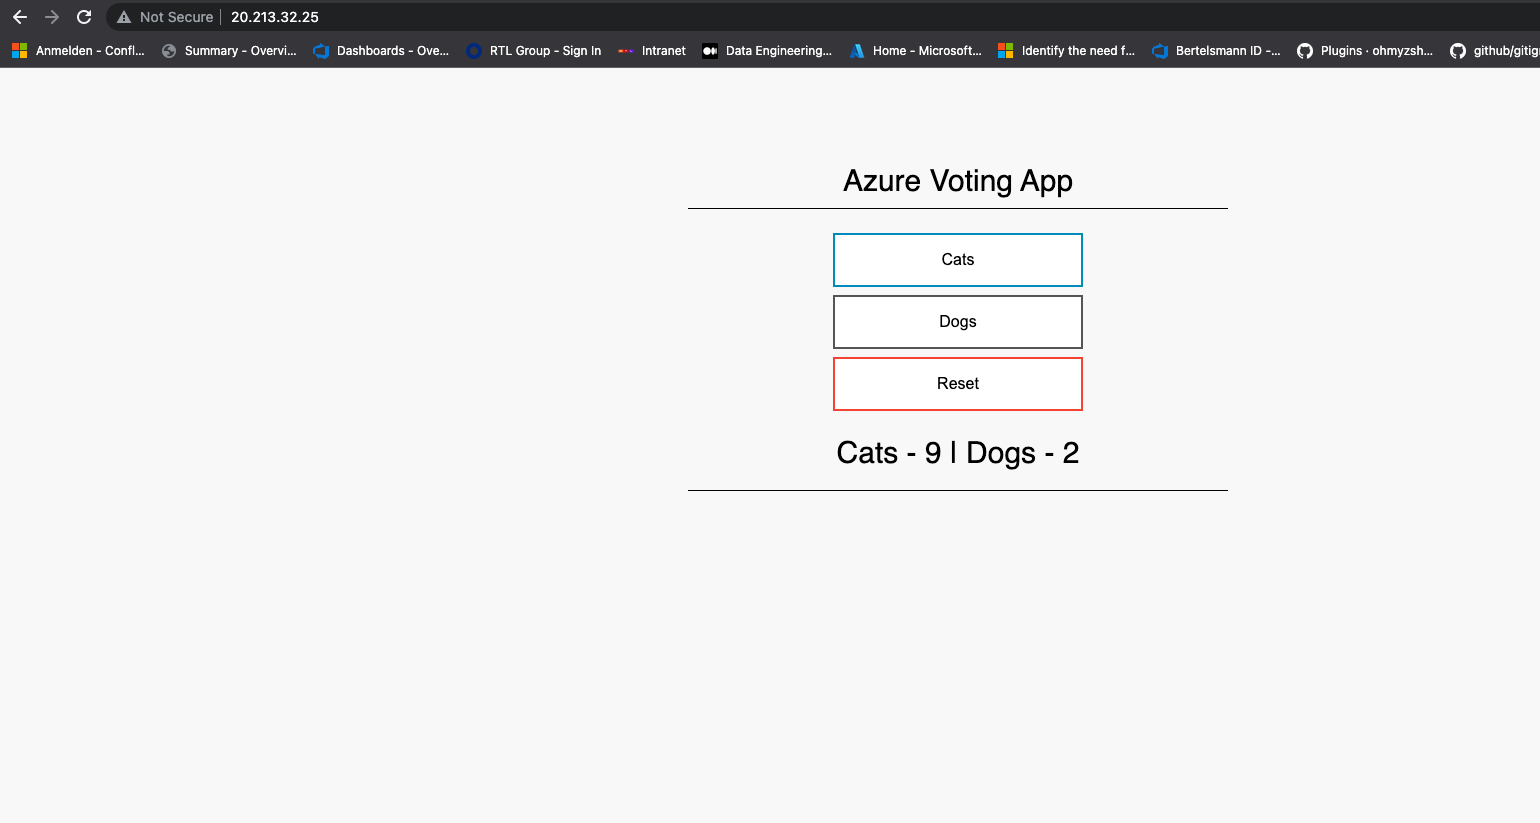 Not Secure 20.213.32.25
Anmelden - Confl... Summary - Overvi... Dashboards - Ove... RTL Group - Sign In Intranet Data Engineering... Home - Microsoft... Identify the need f... Bertelsmann ID -... Plugins · ohmyzsh... github/gitig
Azure Voting App
Cats
Dogs
Reset
Cats - 9 | Dogs - 2